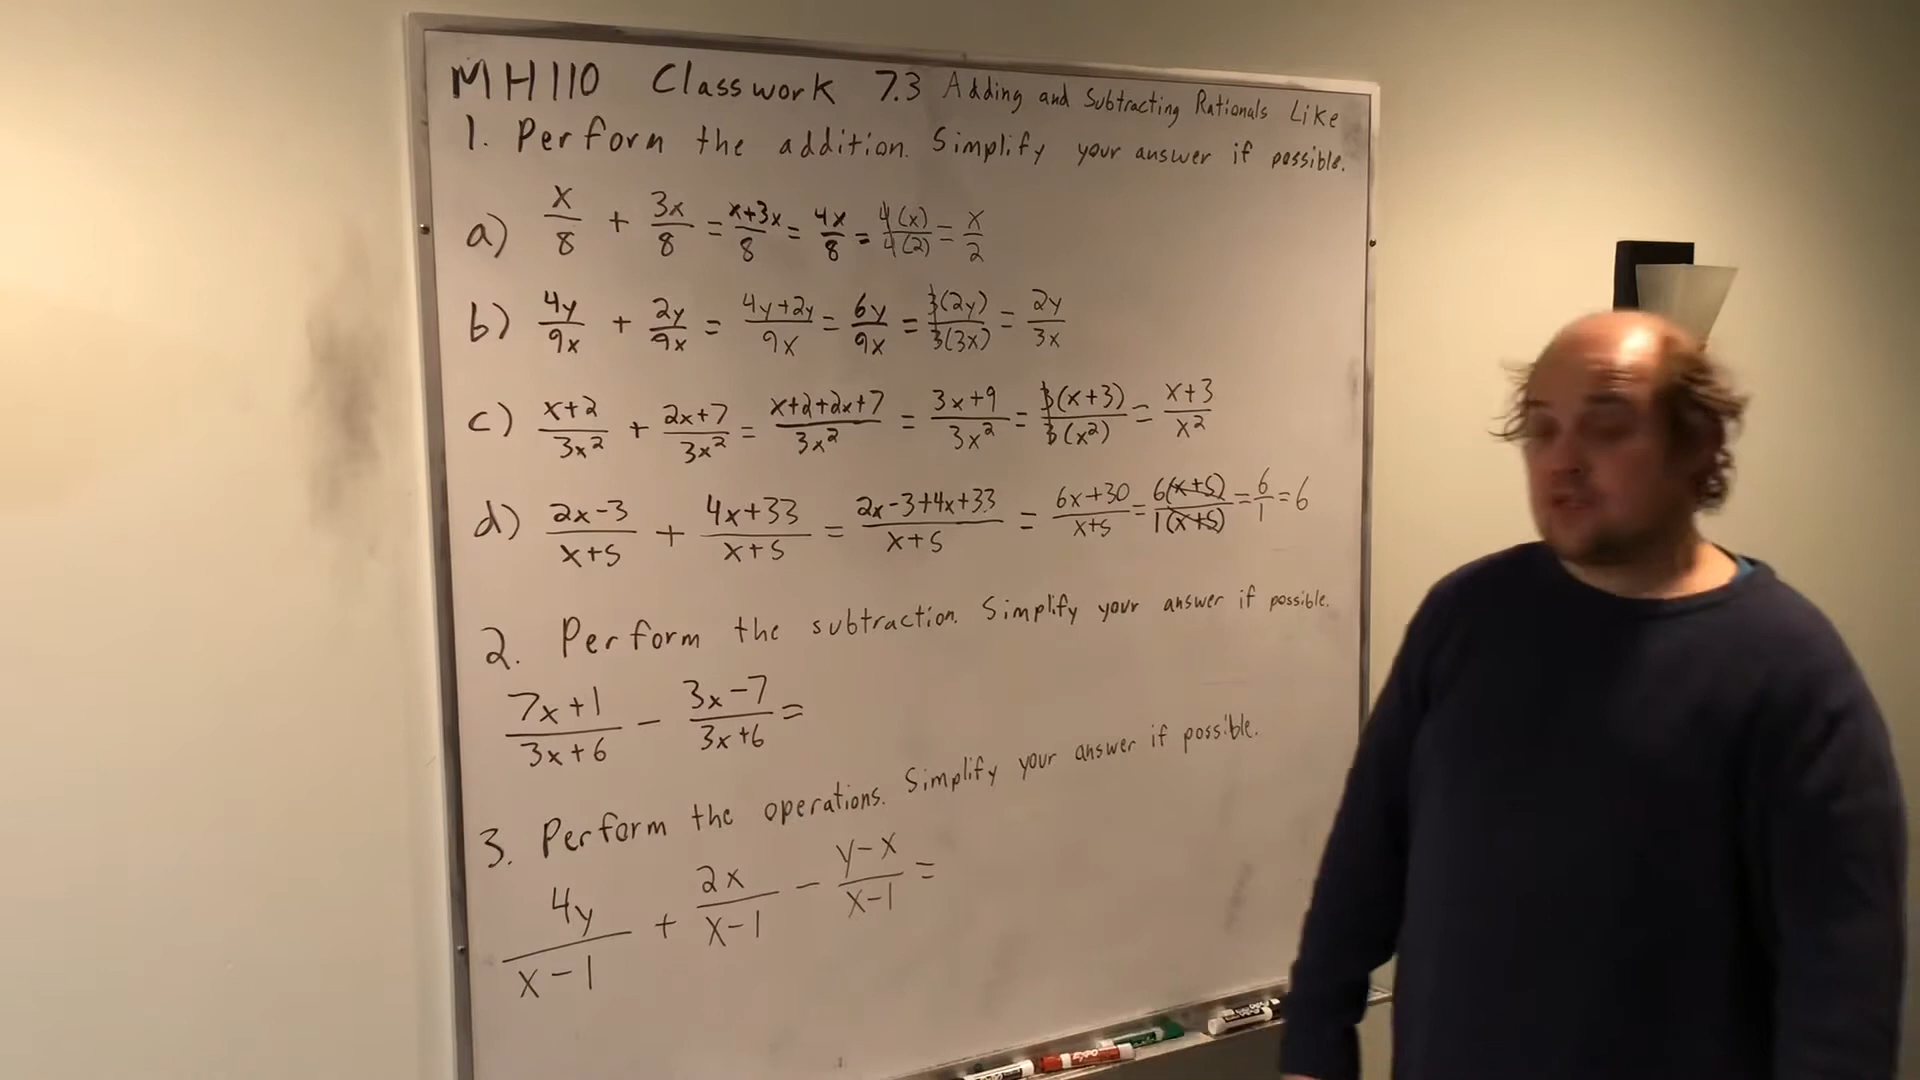 MH110 Classwork 7.3 Adding and Subtracting Rationals Like
1. Perform the addition. Simplify your answer if possible.
a) x/8 + 3x/8 = x+3x/8 = 4x/8 = 4(x)/4(2) = x/2
b) 4y/9x + 2y/9x = 4y+2y/9x = 6y/9x = 3(2y)/3(3x) = 2y/3x
c) x+2/3x² + 2x+7/3x² = x+2+2x+7/3x² = 3x+9/3x² = 3(x+3)/3(x²) = x+3/x²
d) 2x-3/x+5 + 4x+33/x+5 = 2x-3+4x+33/x+5 = 6x+30/x+5 = 6(x+5)/1(x+5) = 6/1 = 6
2. Perform the subtraction. Simplify your answer if possible.
7x+1/3x+6 - 3x-7/3x+6 =
3. Perform the operations. Simplify your answer if possible.
4y/x-1 + 2x/x-1 - y-x/x-1 =